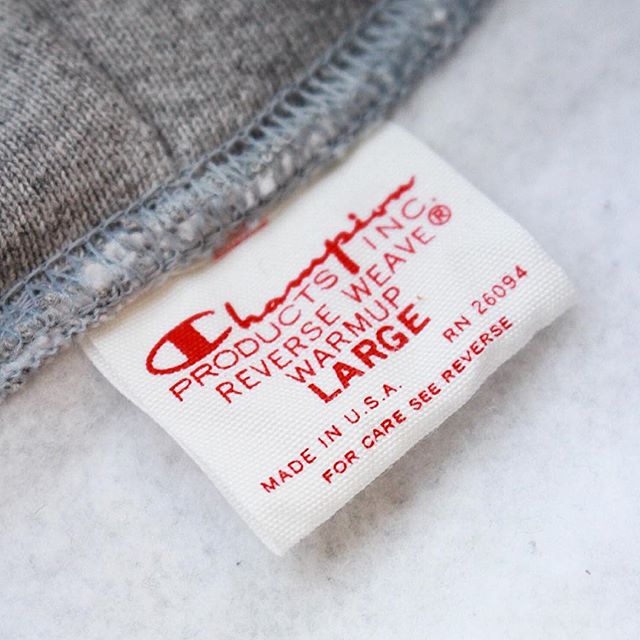 Champion
PRODUCTS INC.
REVERSE WEAVE®
WARMUP
LARGE
MADE IN U.S.A. RN 26094
FOR CARE SEE REVERSE